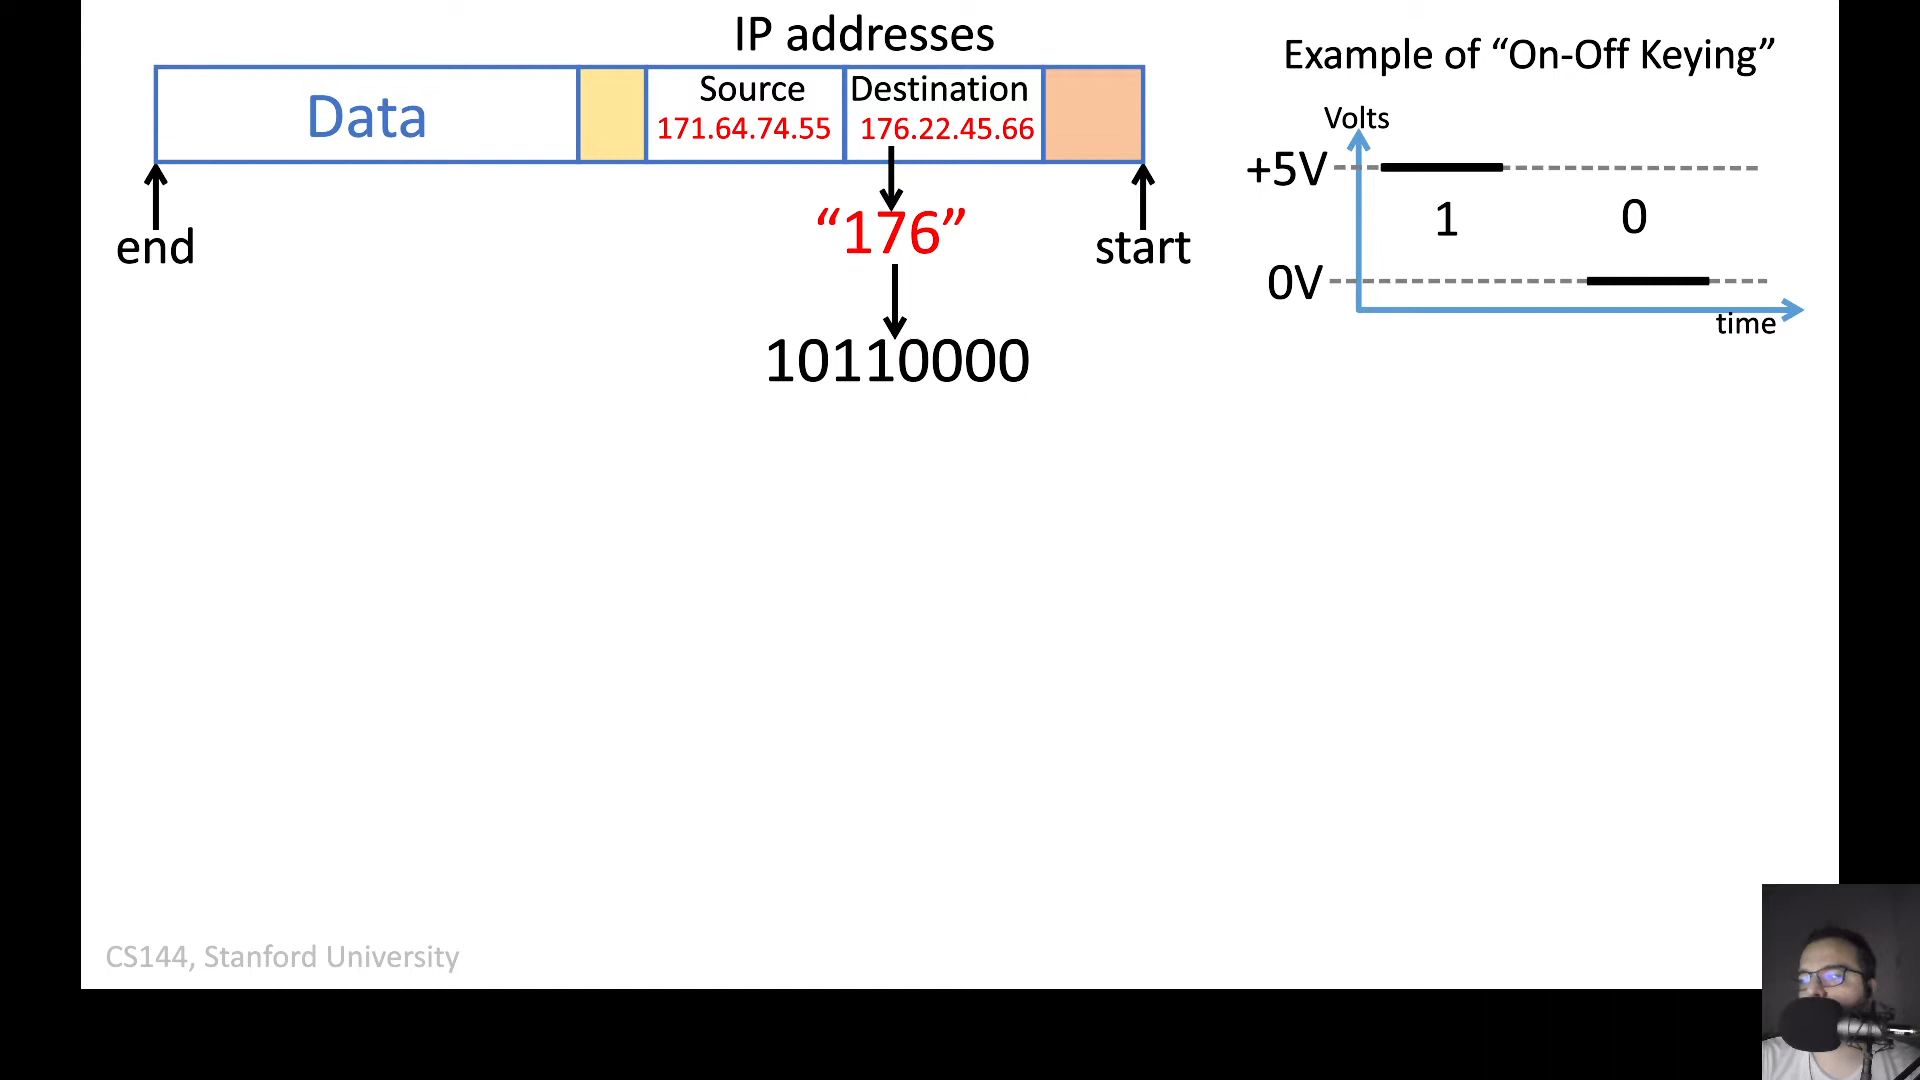 IP addresses
Data
Source
171.64.74.55
Destination
176.22.45.66
end
start
“176”
10110000
Example of “On-Off Keying”
Volts
+5V
1
0
0V
time
CS144, Stanford University